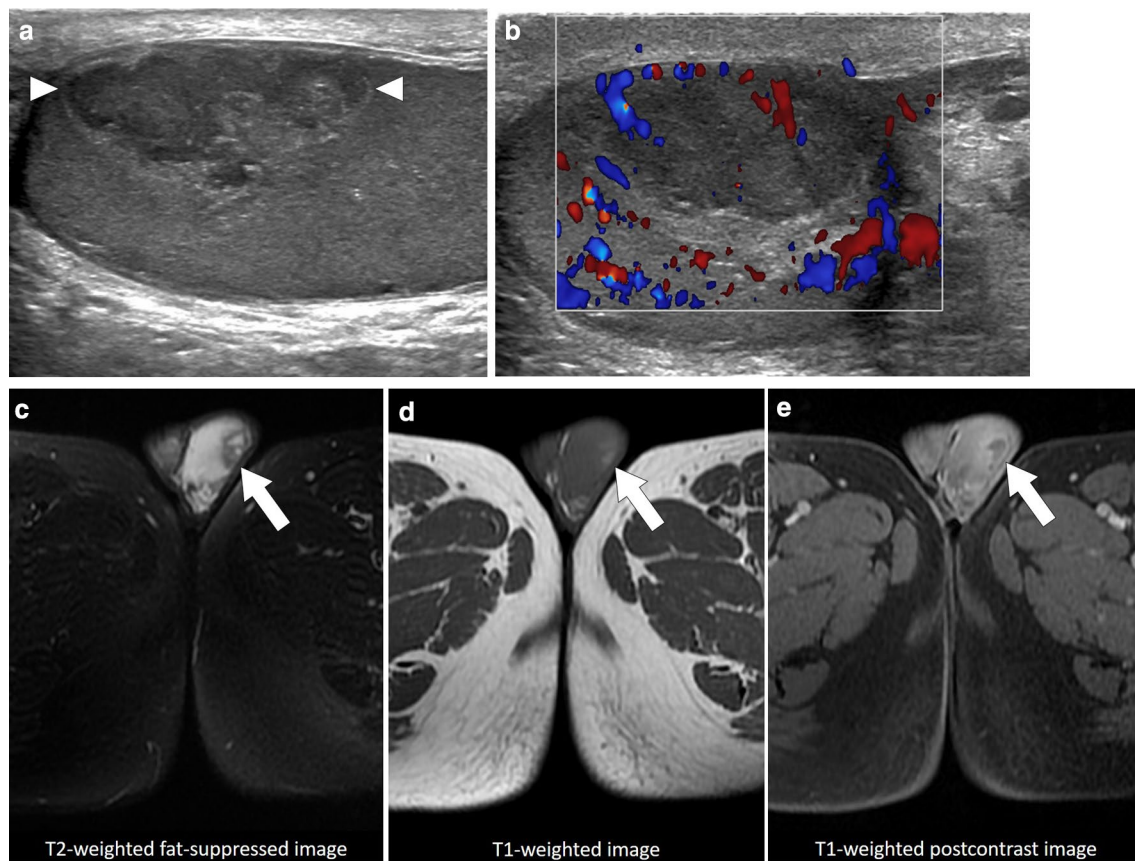 a
b
c
d
e
T2-weighted fat-suppressed image
T1-weighted image
T1-weighted postcontrast image